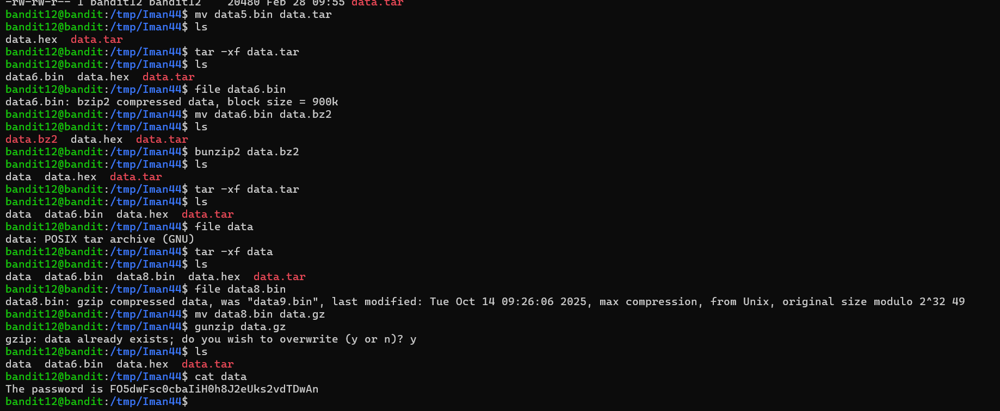 -rw-rw-r-- 1 bandit12 bandit12    20480 Feb 28 09:55 data.tar
bandit12@bandit:/tmp/Iman44$ mv data5.bin data.tar
bandit12@bandit:/tmp/Iman44$ ls
data.hex  data.tar
bandit12@bandit:/tmp/Iman44$ tar -xf data.tar
bandit12@bandit:/tmp/Iman44$ ls
data6.bin  data.hex  data.tar
bandit12@bandit:/tmp/Iman44$ file data6.bin
data6.bin: bzip2 compressed data, block size = 900k
bandit12@bandit:/tmp/Iman44$ mv data6.bin data.bz2
bandit12@bandit:/tmp/Iman44$ ls
data.bz2  data.hex  data.tar
bandit12@bandit:/tmp/Iman44$ bunzip2 data.bz2
bandit12@bandit:/tmp/Iman44$ ls
data  data.hex  data.tar
bandit12@bandit:/tmp/Iman44$ tar -xf data.tar
bandit12@bandit:/tmp/Iman44$ ls
data  data6.bin  data.hex  data.tar
bandit12@bandit:/tmp/Iman44$ file data
data: POSIX tar archive (GNU)
bandit12@bandit:/tmp/Iman44$ tar -xf data
bandit12@bandit:/tmp/Iman44$ ls
data  data6.bin  data8.bin  data.hex  data.tar
bandit12@bandit:/tmp/Iman44$ file data8.bin
data8.bin: gzip compressed data, was "data9.bin", last modified: Tue Oct 14 09:26:06 2025, max compression, from Unix, original size modulo 2^32 49
bandit12@bandit:/tmp/Iman44$ mv data8.bin data.gz
bandit12@bandit:/tmp/Iman44$ gunzip data.gz
gzip: data already exists; do you wish to overwrite (y or n)? y
bandit12@bandit:/tmp/Iman44$ ls
data  data6.bin  data.hex  data.tar
bandit12@bandit:/tmp/Iman44$ cat data
The password is FO5dwFsc0cbaIiH0h8J2eUks2vdTDwAn
bandit12@bandit:/tmp/Iman44$